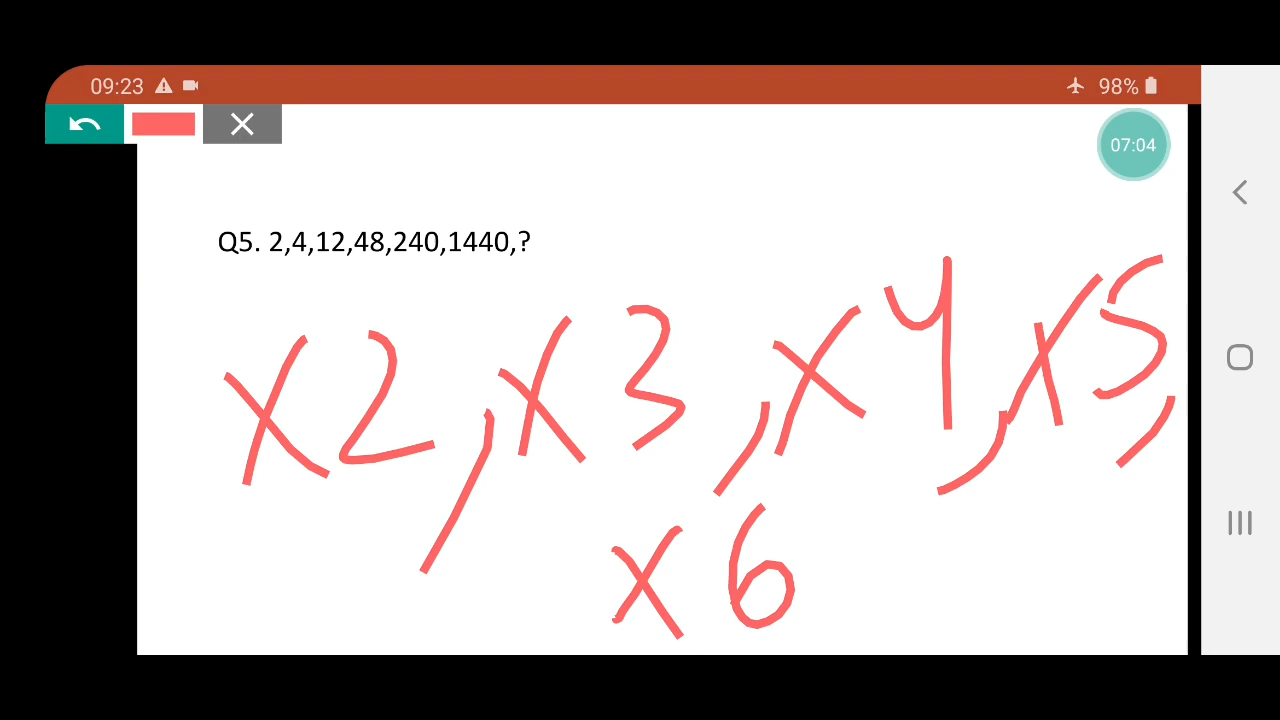 09:23 98%
07:04
Q5. 2,4,12,48,240,1440,?
x2,x3,x4,x5,
x6